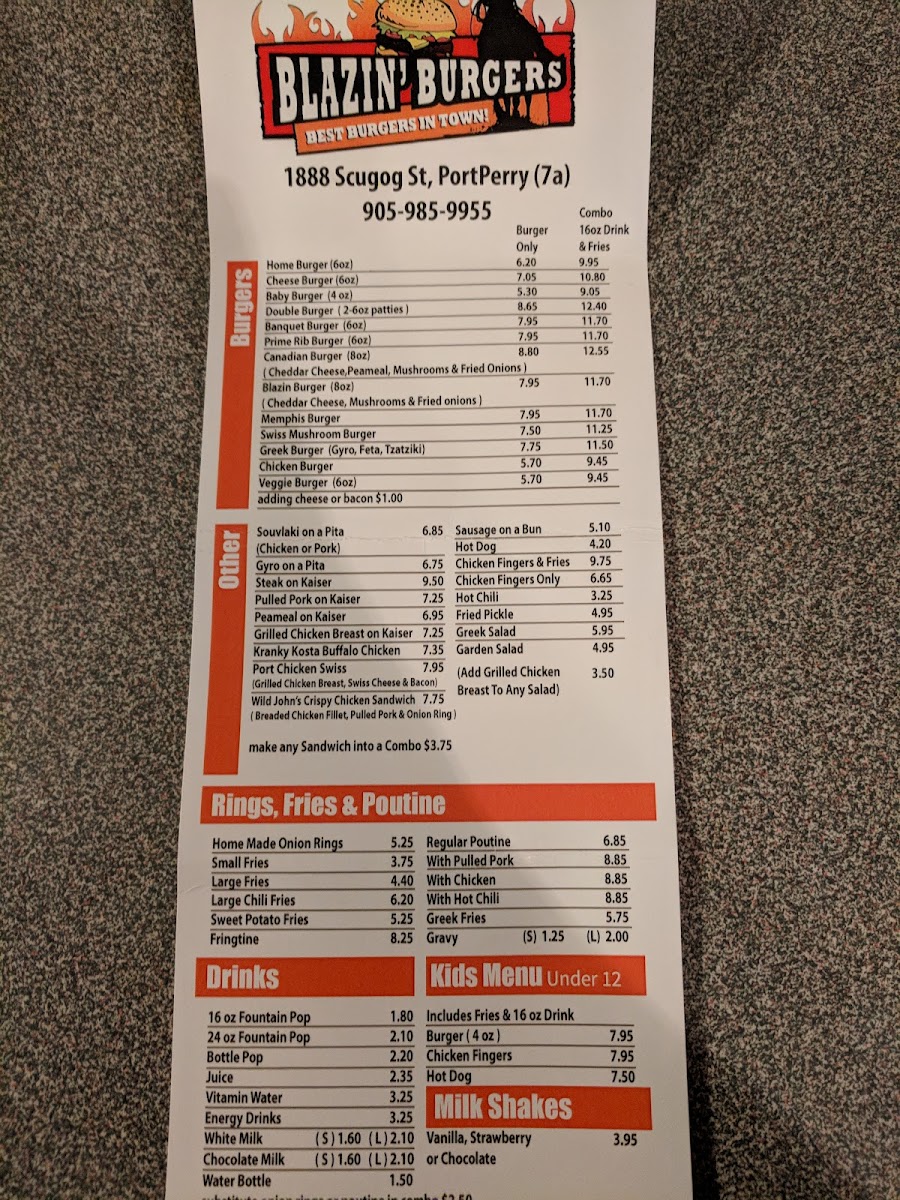 BLAZIN' BURGERS
BEST BURGERS IN TOWN!
1888 Scugog St, PortPerry (7a)
905-985-9955
Burger Only
Combo 16oz Drink & Fries
Burgers
Home Burger (6oz) 6.20 9.95
Cheese Burger (6oz) 7.05 10.80
Baby Burger (4 oz) 5.30 9.05
Double Burger ( 2-6oz patties ) 8.65 12.40
Banquet Burger (6oz) 7.95 11.70
Prime Rib Burger (6oz) 7.95 11.70
Canadian Burger (8oz) 8.80 12.55
( Cheddar Cheese,Peameal, Mushrooms & Fried Onions )
Blazin Burger (8oz) 7.95 11.70
( Cheddar Cheese, Mushrooms & Fried onions )
Memphis Burger 7.95 11.70
Swiss Mushroom Burger 7.50 11.25
Greek Burger (Gyro, Feta, Tzatziki) 7.75 11.50
Chicken Burger 5.70 9.45
Veggie Burger (6oz) 5.70 9.45
adding cheese or bacon $1.00
Other
Souvlaki on a Pita 6.85
(Chicken or Pork)
Gyro on a Pita 6.75
Steak on Kaiser 9.50
Pulled Pork on Kaiser 7.25
Peameal on Kaiser 6.95
Grilled Chicken Breast on Kaiser 7.25
Kranky Kosta Buffalo Chicken 7.35
Port Chicken Swiss 7.95
(Grilled Chicken Breast, Swiss Cheese & Bacon)
Wild John's Crispy Chicken Sandwich 7.75
( Breaded Chicken Fillet, Pulled Pork & Onion Ring )
make any Sandwich into a Combo $3.75
Sausage on a Bun 5.10
Hot Dog 4.20
Chicken Fingers & Fries 9.75
Chicken Fingers Only 6.65
Hot Chili 3.25
Fried Pickle 4.95
Greek Salad 5.95
Garden Salad 4.95
(Add Grilled Chicken 3.50
Breast To Any Salad)
Rings, Fries & Poutine
Home Made Onion Rings 5.25
Small Fries 3.75
Large Fries 4.40
Large Chili Fries 6.20
Sweet Potato Fries 5.25
Fringtine 8.25
Regular Poutine 6.85
With Pulled Pork 8.85
With Chicken 8.85
With Hot Chili 8.85
Greek Fries 5.75
Gravy (S) 1.25 (L) 2.00
Drinks
16 oz Fountain Pop 1.80
24 oz Fountain Pop 2.10
Bottle Pop 2.20
Juice 2.35
Vitamin Water 3.25
Energy Drinks 3.25
White Milk ( S ) 1.60 ( L ) 2.10
Chocolate Milk ( S ) 1.60 ( L ) 2.10
Water Bottle 1.50
substitute onion rings or poutine in combo $2.50
Kids Menu Under 12
Includes Fries & 16 oz Drink
Burger ( 4 oz ) 7.95
Chicken Fingers 7.95
Hot Dog 7.50
Milk Shakes
Vanilla, Strawberry 3.95
or Chocolate